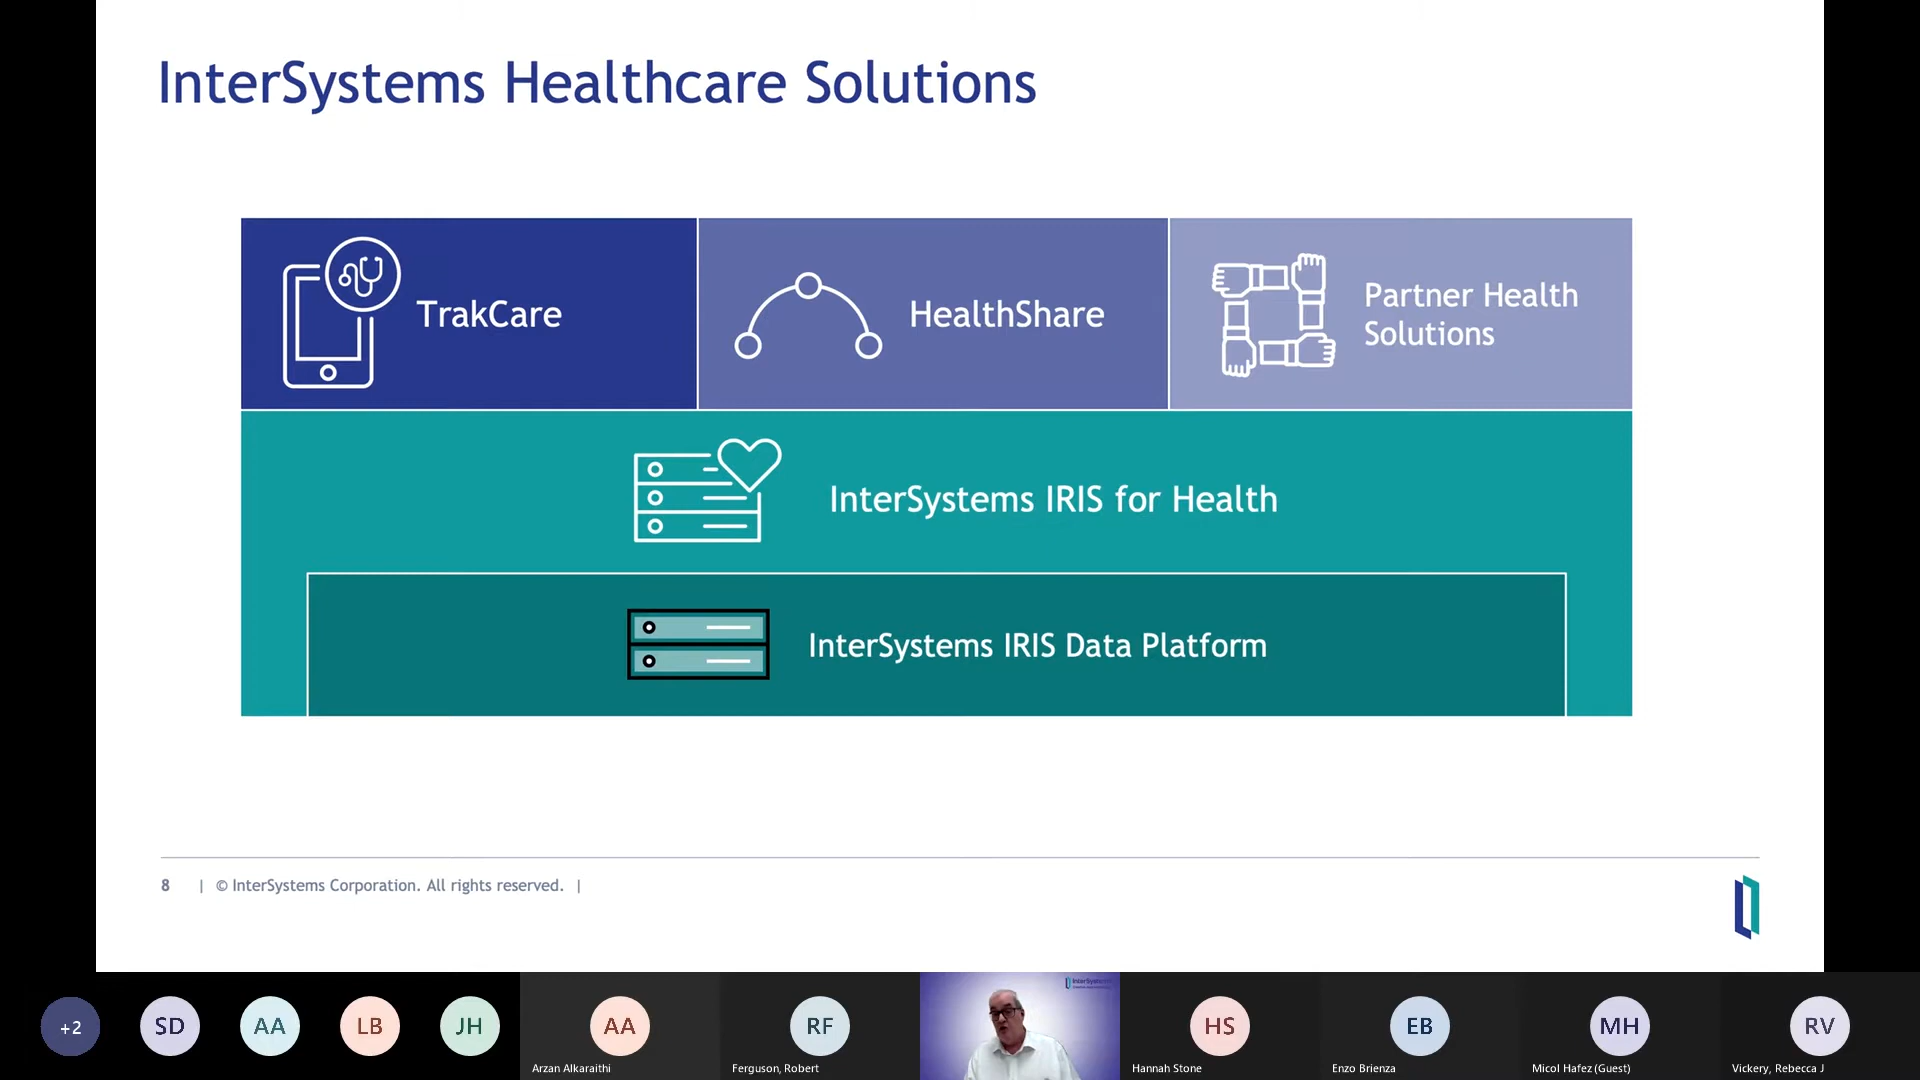 InterSystems Healthcare Solutions
TrakCare
HealthShare
Partner Health
Solutions
InterSystems IRIS for Health
InterSystems IRIS Data Platform
8 | © InterSystems Corporation. All rights reserved. |
+2
SD
AA
LB
JH
AA
RF
HS
EB
MH
RV
Arzan Alkaraithi
Ferguson, Robert
Hannah Stone
Enzo Brienza
Micol Hafez (Guest)
Vickery, Rebecca J